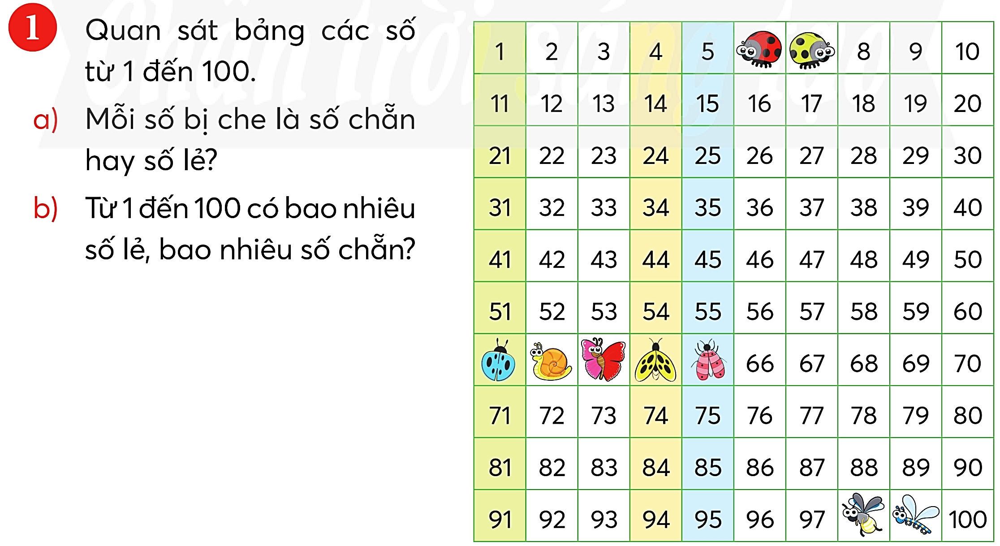 1 Quan sát bảng các số
từ 1 đến 100.
a) Mỗi số bị che là số chẵn
hay số lẻ?
b) Từ 1 đến 100 có bao nhiêu
số lẻ, bao nhiêu số chẵn?
1 2 3 4 5 8 9 10
11 12 13 14 15 16 17 18 19 20
21 22 23 24 25 26 27 28 29 30
31 32 33 34 35 36 37 38 39 40
41 42 43 44 45 46 47 48 49 50
51 52 53 54 55 56 57 58 59 60
66 67 68 69 70
71 72 73 74 75 76 77 78 79 80
81 82 83 84 85 86 87 88 89 90
91 92 93 94 95 96 97 100
Chân trời sáng tạo